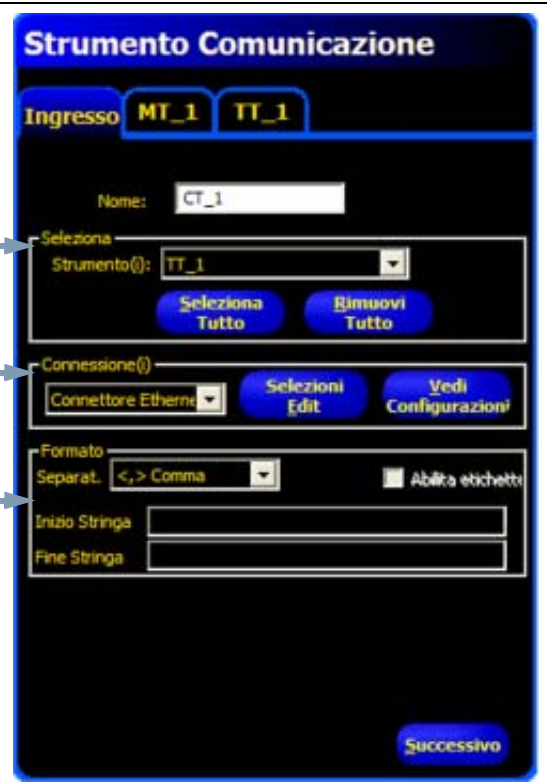 Strumento Comunicazione
Ingresso MT_1 TT_1
Nome: CT_1
Seleziona
Strumento(i): TT_1
Seleziona Tutto
Rimuovi Tutto
Connessione(i)
Connettore Etherne
Selezioni Edit
Vedi Configurazioni
Formato
Separat. <,> Comma
Abilita etichette
Inizio Stringa
Fine Stringa
Successivo